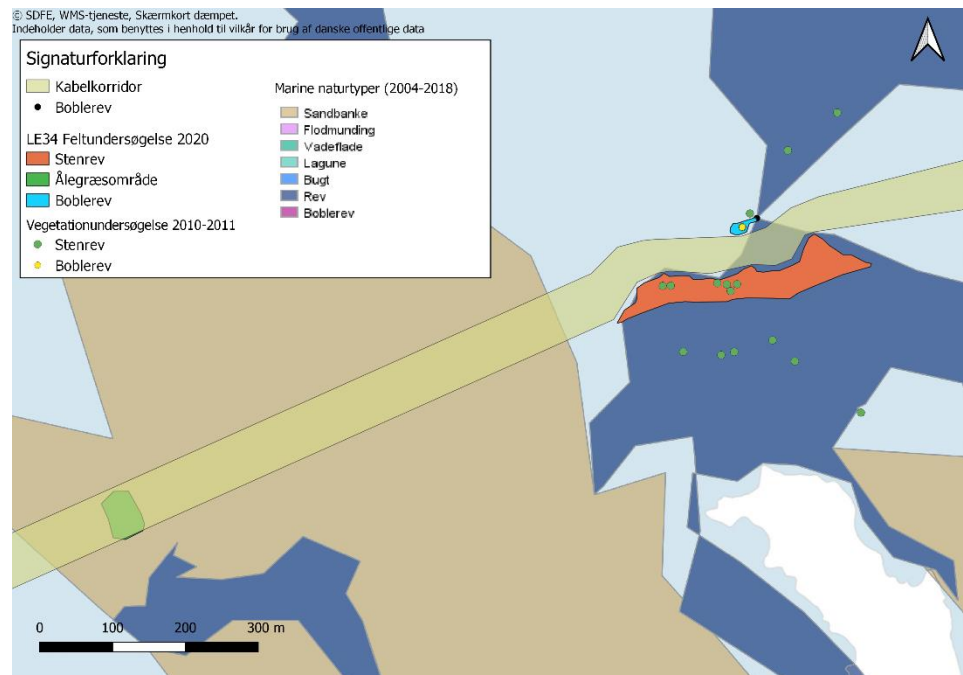 © SDFE, WMS-tjeneste, Skærmkort dæmpet.
Indeholder data, som benyttes i henhold til vilkår for brug af danske offentlige data
Signaturforklaring
Kabelkorridor
Boblerev
LE34 Feltundersøgelse 2020
Stenrev
Ålegræsområde
Boblerev
Vegetationundersøgelse 2010-2011
Stenrev
Boblerev
Marine naturtyper (2004-2018)
Sandbanke
Flodmunding
Vadeflade
Lagune
Bugt
Rev
Boblerev
0 100 200 300 m